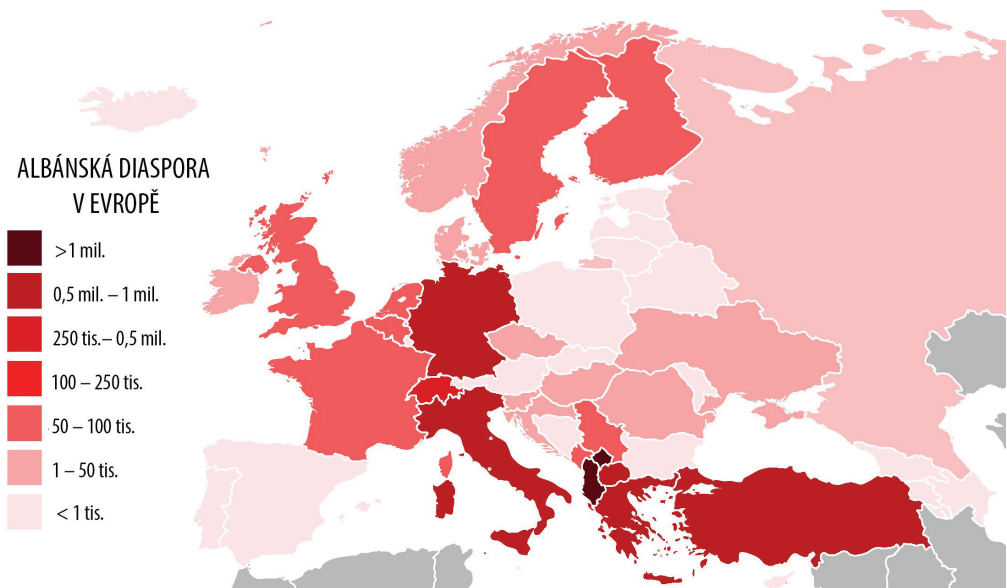 ALBÁNSKÁ DIASPORA
V EVROPĚ
>1 mil.
0,5 mil. – 1 mil.
250 tis.– 0,5 mil.
100 – 250 tis.
50 – 100 tis.
1 – 50 tis.
< 1 tis.